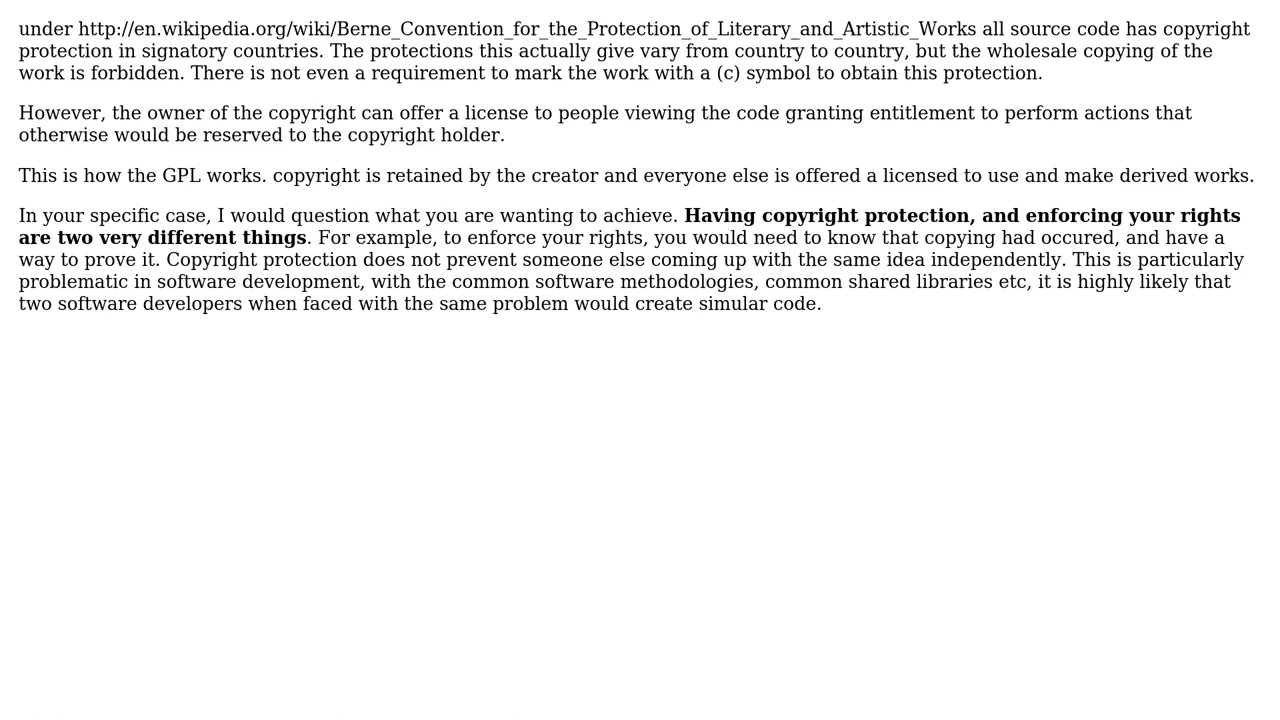 under http://en.wikipedia.org/wiki/Berne_Convention_for_the_Protection_of_Literary_and_Artistic_Works all source code has copyright
protection in signatory countries. The protections this actually give vary from country to country, but the wholesale copying of the
work is forbidden. There is not even a requirement to mark the work with a (c) symbol to obtain this protection.
However, the owner of the copyright can offer a license to people viewing the code granting entitlement to perform actions that
otherwise would be reserved to the copyright holder.
This is how the GPL works. copyright is retained by the creator and everyone else is offered a licensed to use and make derived works.
In your specific case, I would question what you are wanting to achieve. Having copyright protection, and enforcing your rights
are two very different things. For example, to enforce your rights, you would need to know that copying had occured, and have a
way to prove it. Copyright protection does not prevent someone else coming up with the same idea independently. This is particularly
problematic in software development, with the common software methodologies, common shared libraries etc, it is highly likely that
two software developers when faced with the same problem would create simular code.